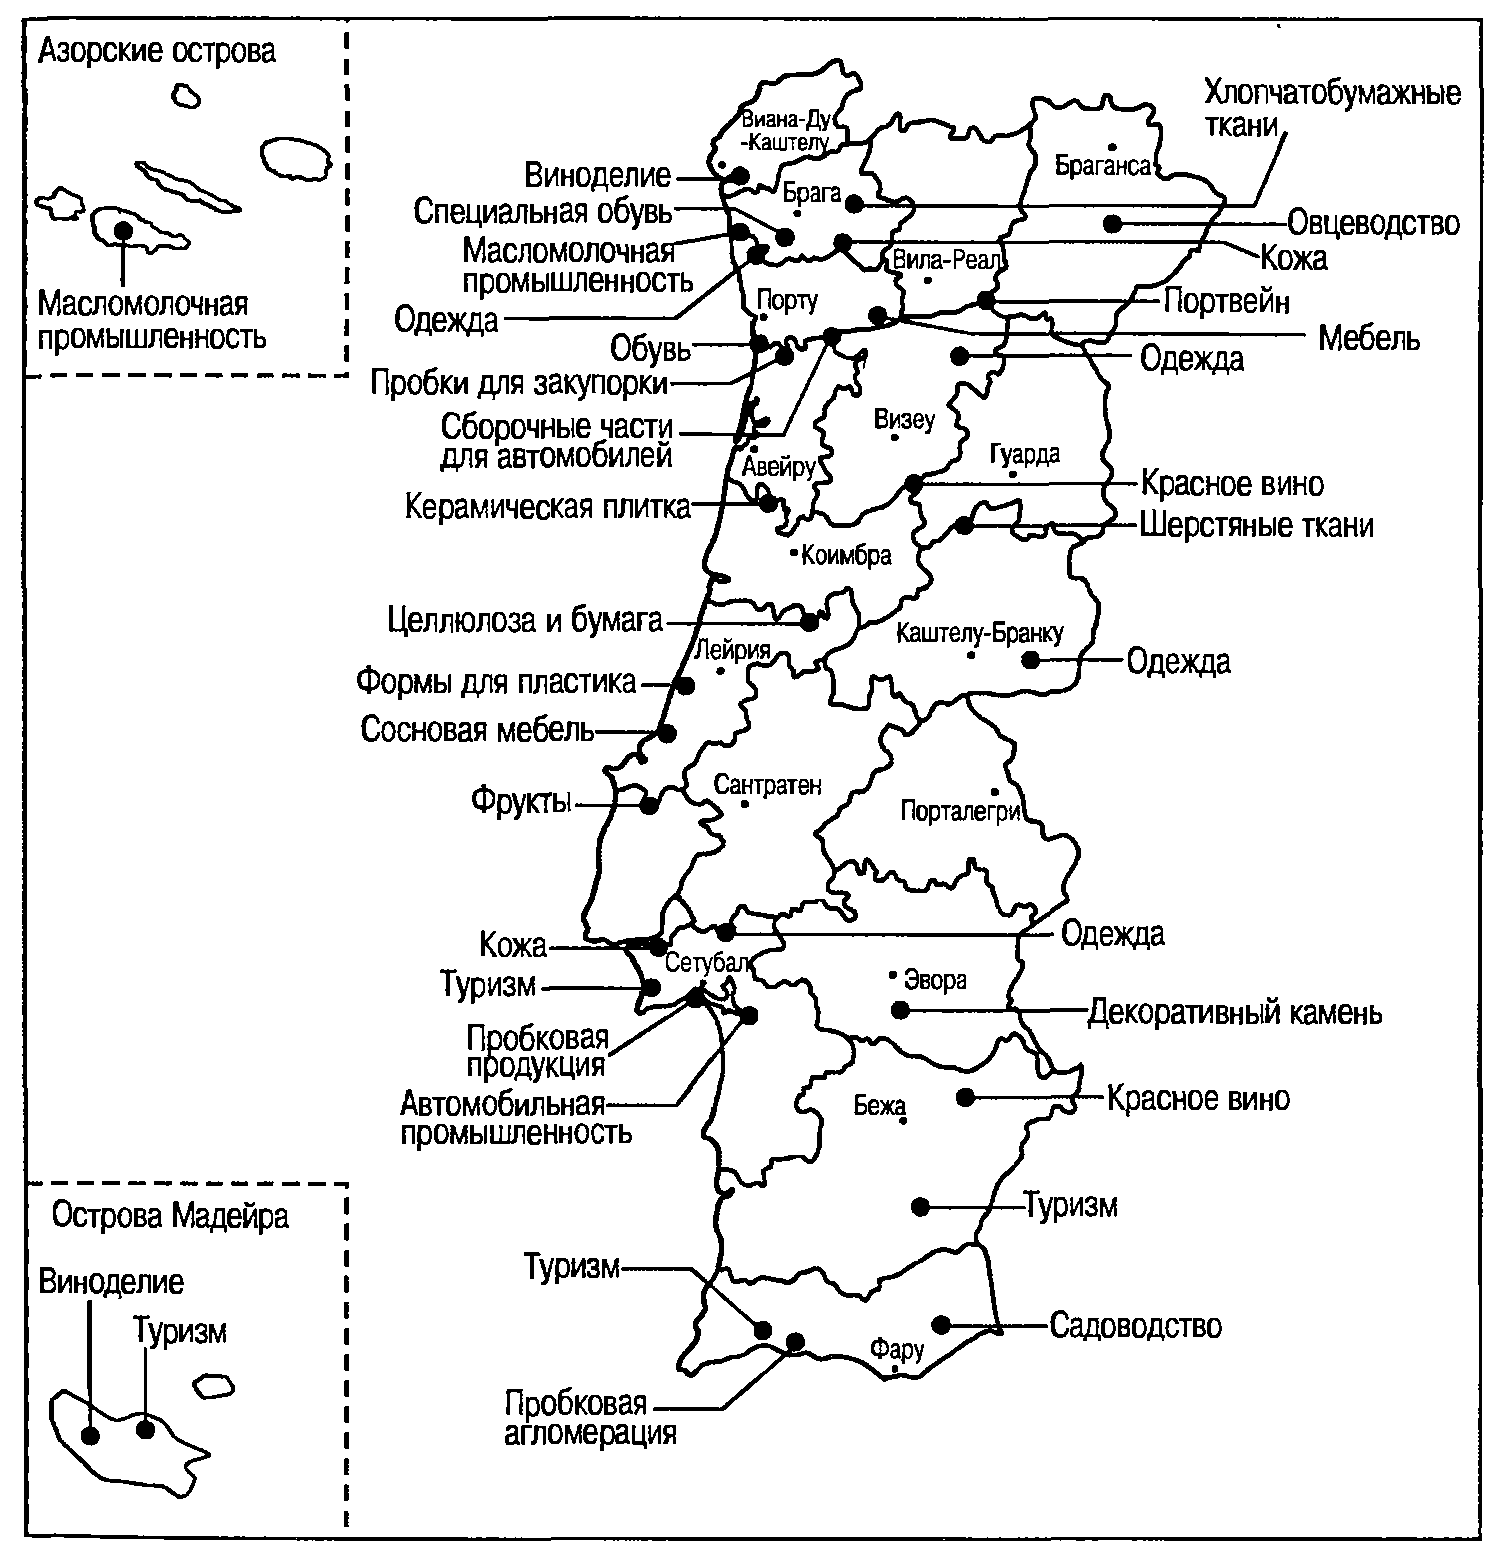 Азорские острова
Масломолочная
промышленность
Виана-Ду
-Каштелу
Хлопчатобумажные
ткани
Браганса
Виноделие
Брага
Специальная обувь
Овцеводство
Масломолочная
промышленность
Вила-Реал
Кожа
Одежда
Порту
Портвейн
Обувь
Мебель
Пробки для закупорки
Одежда
Сборочные части
для автомобилей
Визеу
Авейру
Гуарда
Керамическая плитка
Красное вино
Шерстяные ткани
Коимбра
Целлюлоза и бумага
Каштелу-Бранку
Лейрия
Одежда
Формы для пластика
Сосновая мебель
Сантратен
Фрукты
Порталегри
Кожа
Одежда
Сетубал
Туризм
Эвора
Декоративный камень
Пробковая
продукция
Автомобильная
промышленность
Бежа
Красное вино
Туризм
Острова Мадейра
Виноделие
Туризм
Туризм
Садоводство
Фару
Пробковая
агломерация